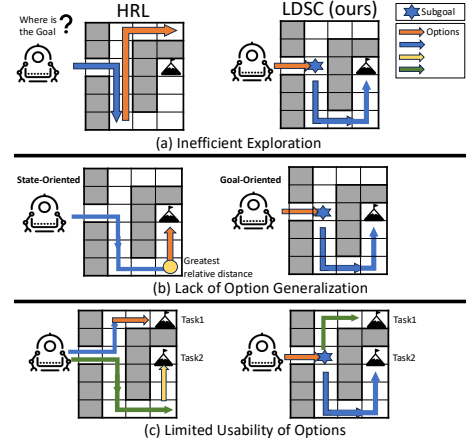 HRL
LDSC (ours)
Where is
the Goal ?
Subgoal
Options
(a) Inefficient Exploration
State-Oriented
Goal-Oriented
Greatest
relative distance
(b) Lack of Option Generalization
Task1
Task2
Task1
Task2
(c) Limited Usability of Options